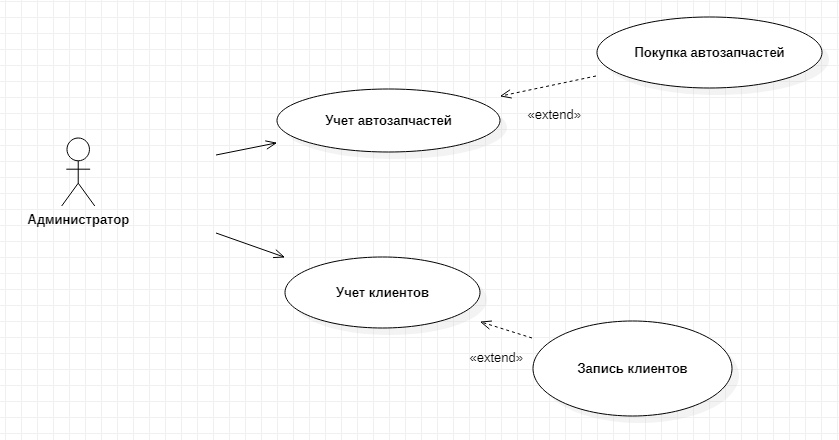 Покупка автозапчастей
«extend»
Учет автозапчастей
Администратор
Учет клиентов
«extend»
Запись клиентов